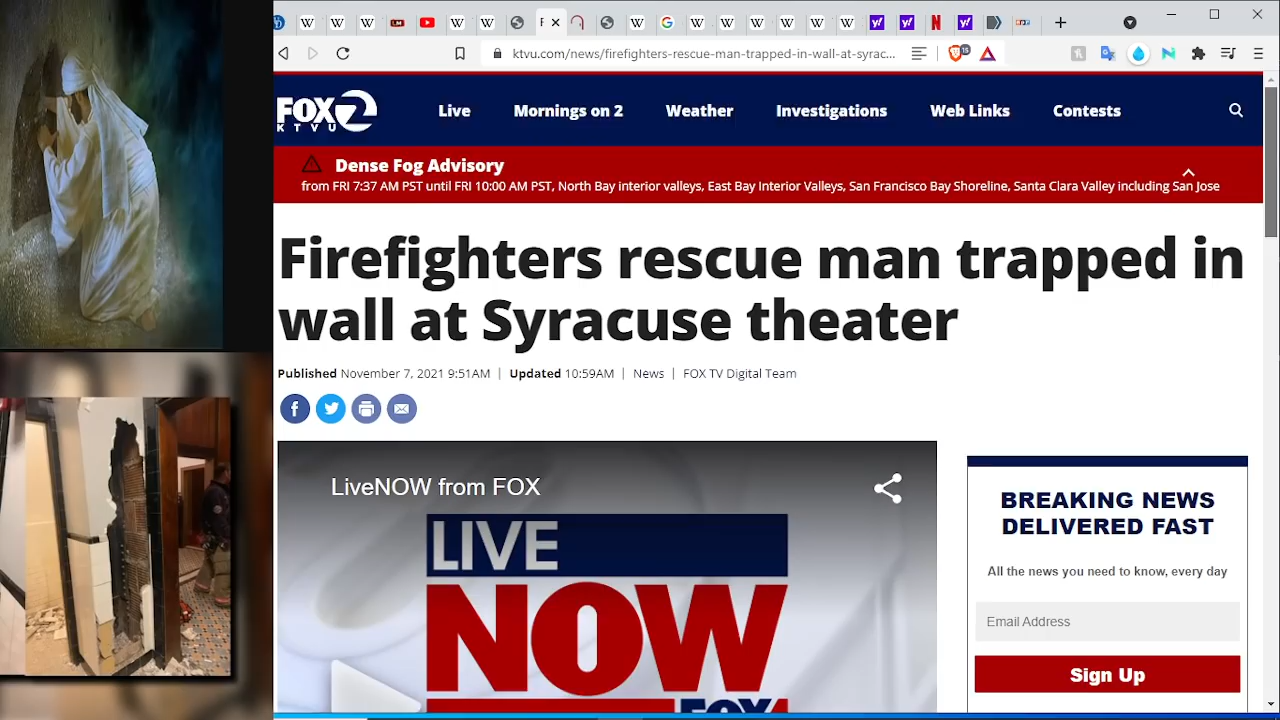 ktvu.com/news/firefighters-rescue-man-trapped-in-wall-at-syrac...
15
FOX 2
KTVU
Live
Mornings on 2
Weather
Investigations
Web Links
Contests
Dense Fog Advisory
from FRI 7:37 AM PST until FRI 10:00 AM PST, North Bay interior valleys, East Bay Interior Valleys, San Francisco Bay Shoreline, Santa Clara Valley including San Jose
Firefighters rescue man trapped in
wall at Syracuse theater
Published November 7, 2021 9:51AM | Updated 10:59AM | News | FOX TV Digital Team
LiveNOW from FOX
LIVE
NOW
FOX
BREAKING NEWS
DELIVERED FAST
All the news you need to know, every day
Email Address
Sign Up